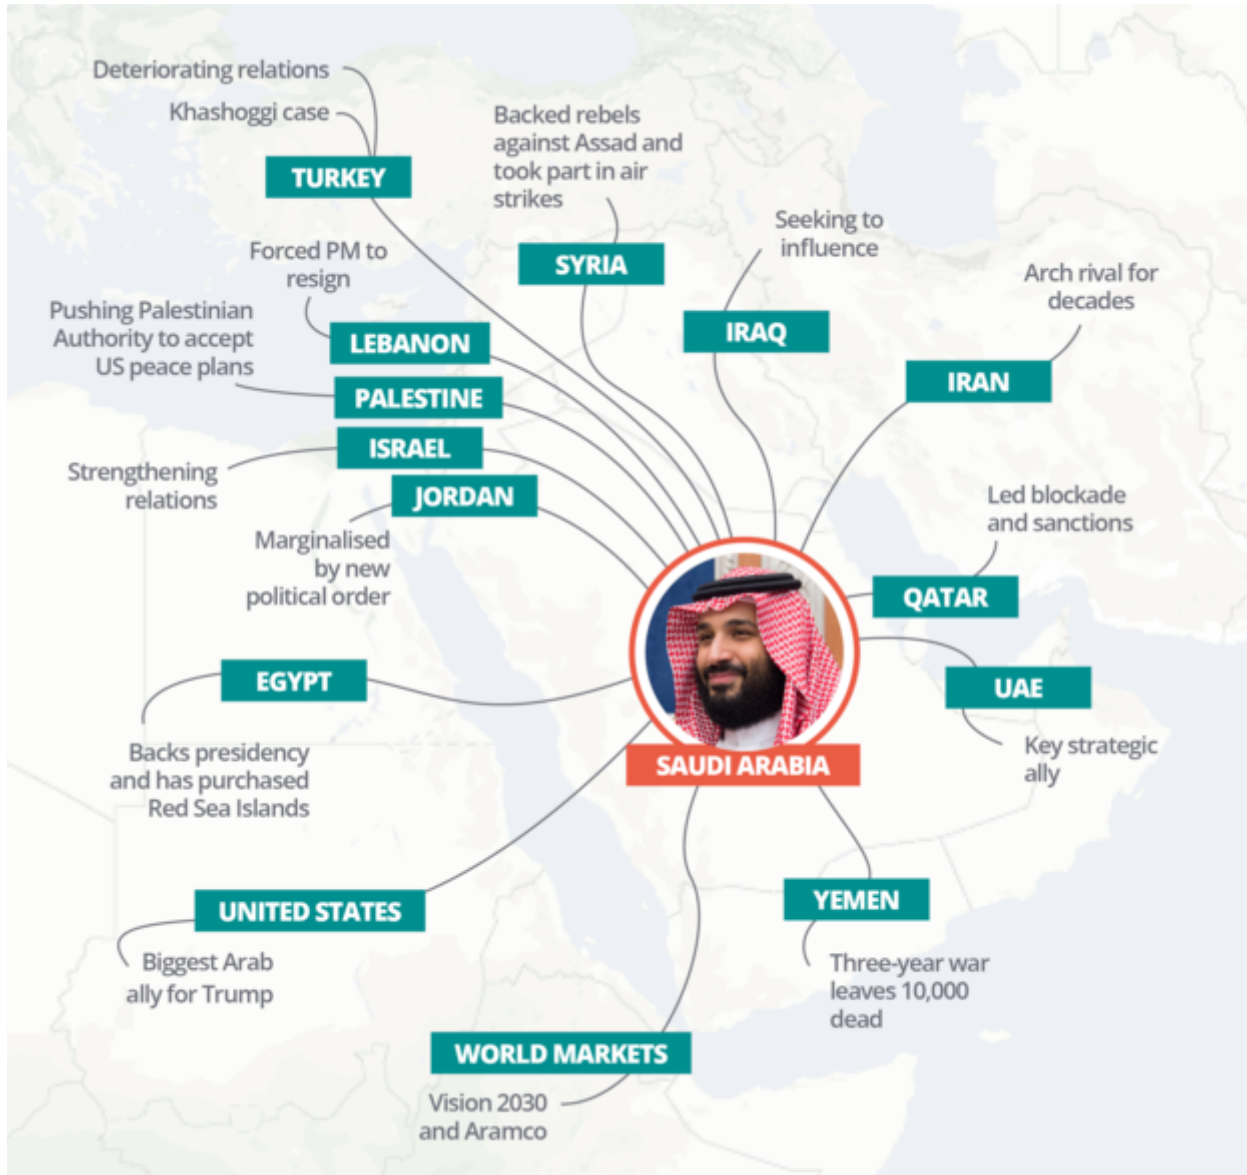 Deteriorating relations
Khashoggi case
TURKEY
Backed rebels
against Assad and
took part in air
strikes
SYRIA
Seeking to
influence
IRAQ
Arch rival for
decades
IRAN
Forced PM to
resign
LEBANON
Pushing Palestinian
Authority to accept
US peace plans
PALESTINE
ISRAEL
Strengthening
relations
JORDAN
Marginalised
by new
political order
Led blockade
and sanctions
QATAR
UAE
Key strategic
ally
EGYPT
Backs presidency
and has purchased
Red Sea Islands
SAUDI ARABIA
UNITED STATES
Biggest Arab
ally for Trump
YEMEN
Three-year war
leaves 10,000
dead
WORLD MARKETS
Vision 2030
and Aramco